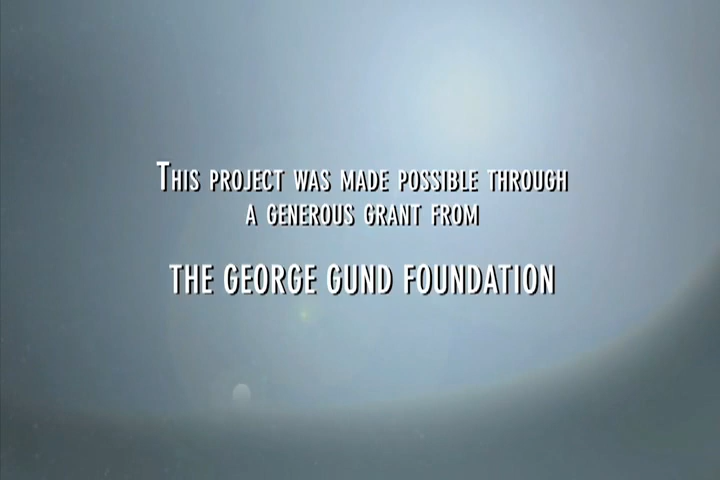 This project was made possible through
a generous grant from
THE GEORGE GUND FOUNDATION